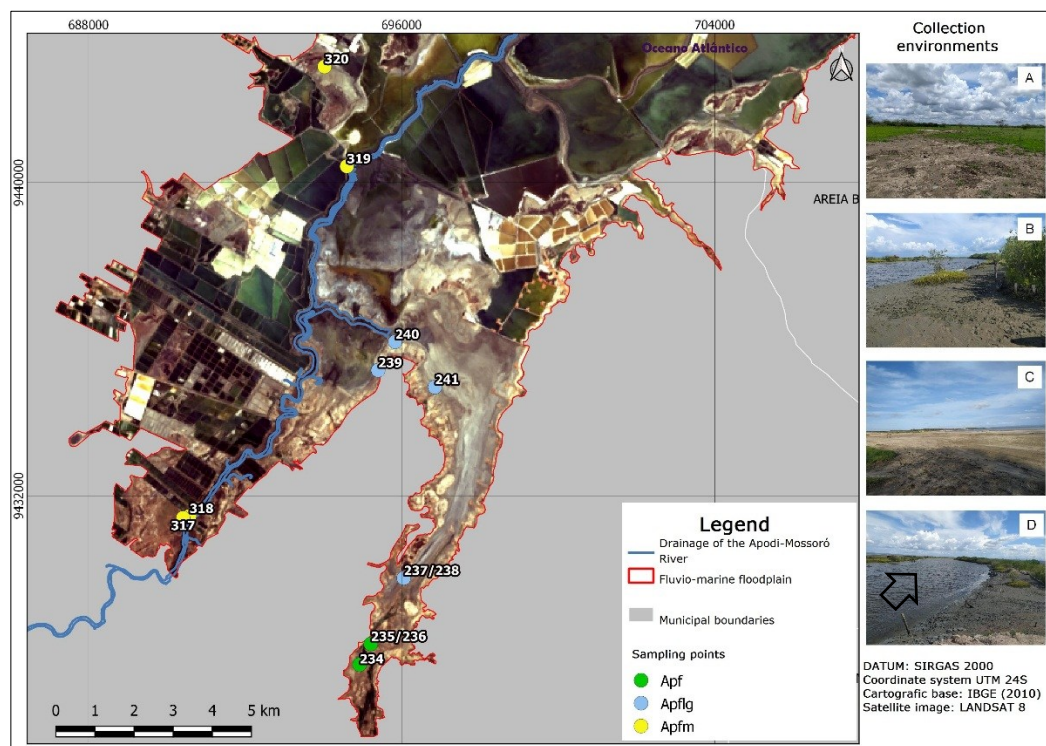 688000
696000
704000
Collection
environments
Oceano Atlântico
320
A
319
9440000
AREIA B
B
240
239
241
C
9432000
318
317
Legend
Drainage of the Apodi-Mossoró
River
Fluvio-marine floodplain
D
237/238
Municipal boundaries
235/236
234
Sampling points
Apf
Apflg
Apfm
0 1 2 3 4 5 km
DATUM: SIRGAS 2000
Coordinate system UTM 24S
Cartografic base: IBGE (2010)
Satellite image: LANDSAT 8